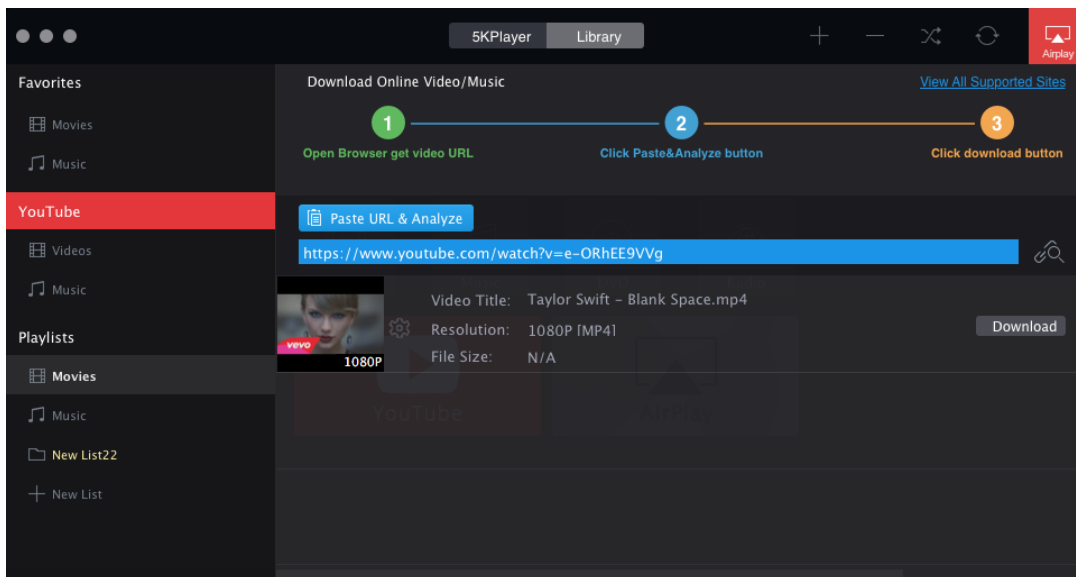 5KPlayer Library
Airplay
Favorites
Movies
Music
YouTube
Videos
Music
Playlists
Movies
Music
New List22
New List
Download Online Video/Music
View All Supported Sites
1 2 3
Open Browser get video URL
Click Paste&Analyze button
Click download button
Paste URL & Analyze
https://www.youtube.com/watch?v=e-ORhEE9VVg
vevo
1080P
Video Title: Taylor Swift – Blank Space.mp4
Resolution: 1080P [MP4]
File Size: N/A
Download
YouTube
AirPlay